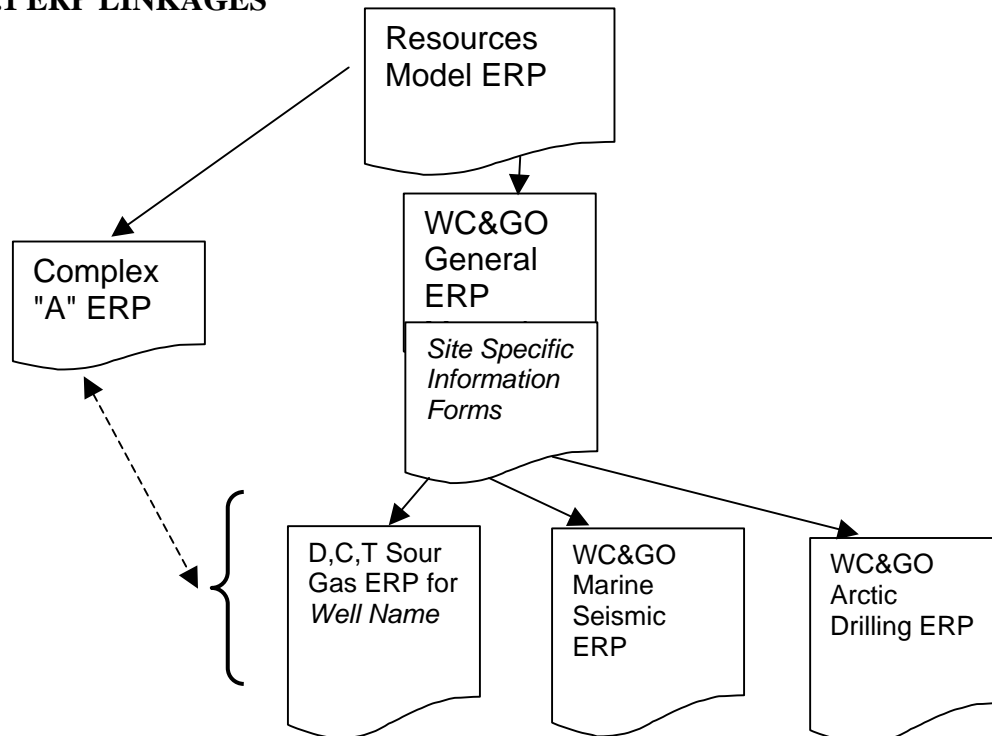 ERP LINKAGES
Resources
Model ERP
WC&GO
General
ERP
Complex
"A" ERP
Site Specific
Information
Forms
D,C,T Sour
Gas ERP for
Well Name
WC&GO
Marine
Seismic
ERP
WC&GO
Arctic
Drilling ERP